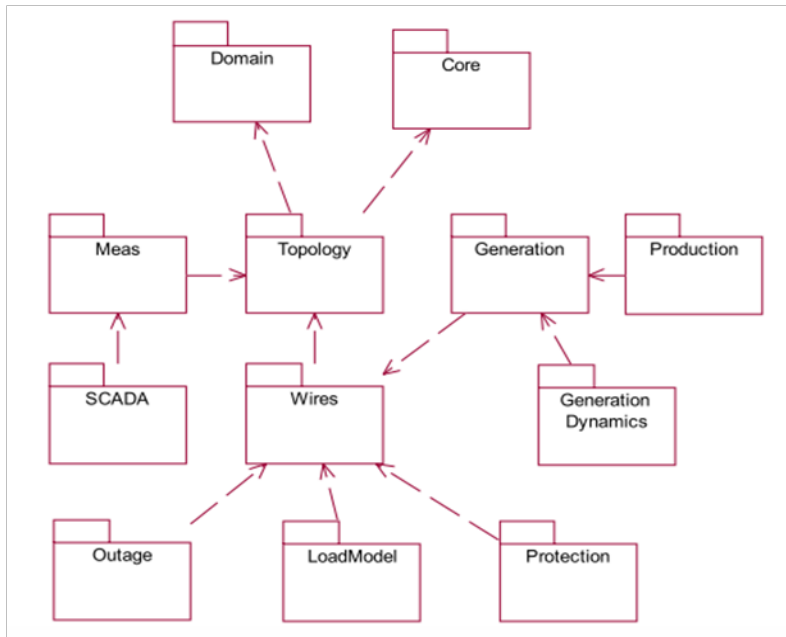 Domain
Core
Meas
Topology
Generation
Production
SCADA
Wires
Generation
Dynamics
Outage
LoadModel
Protection